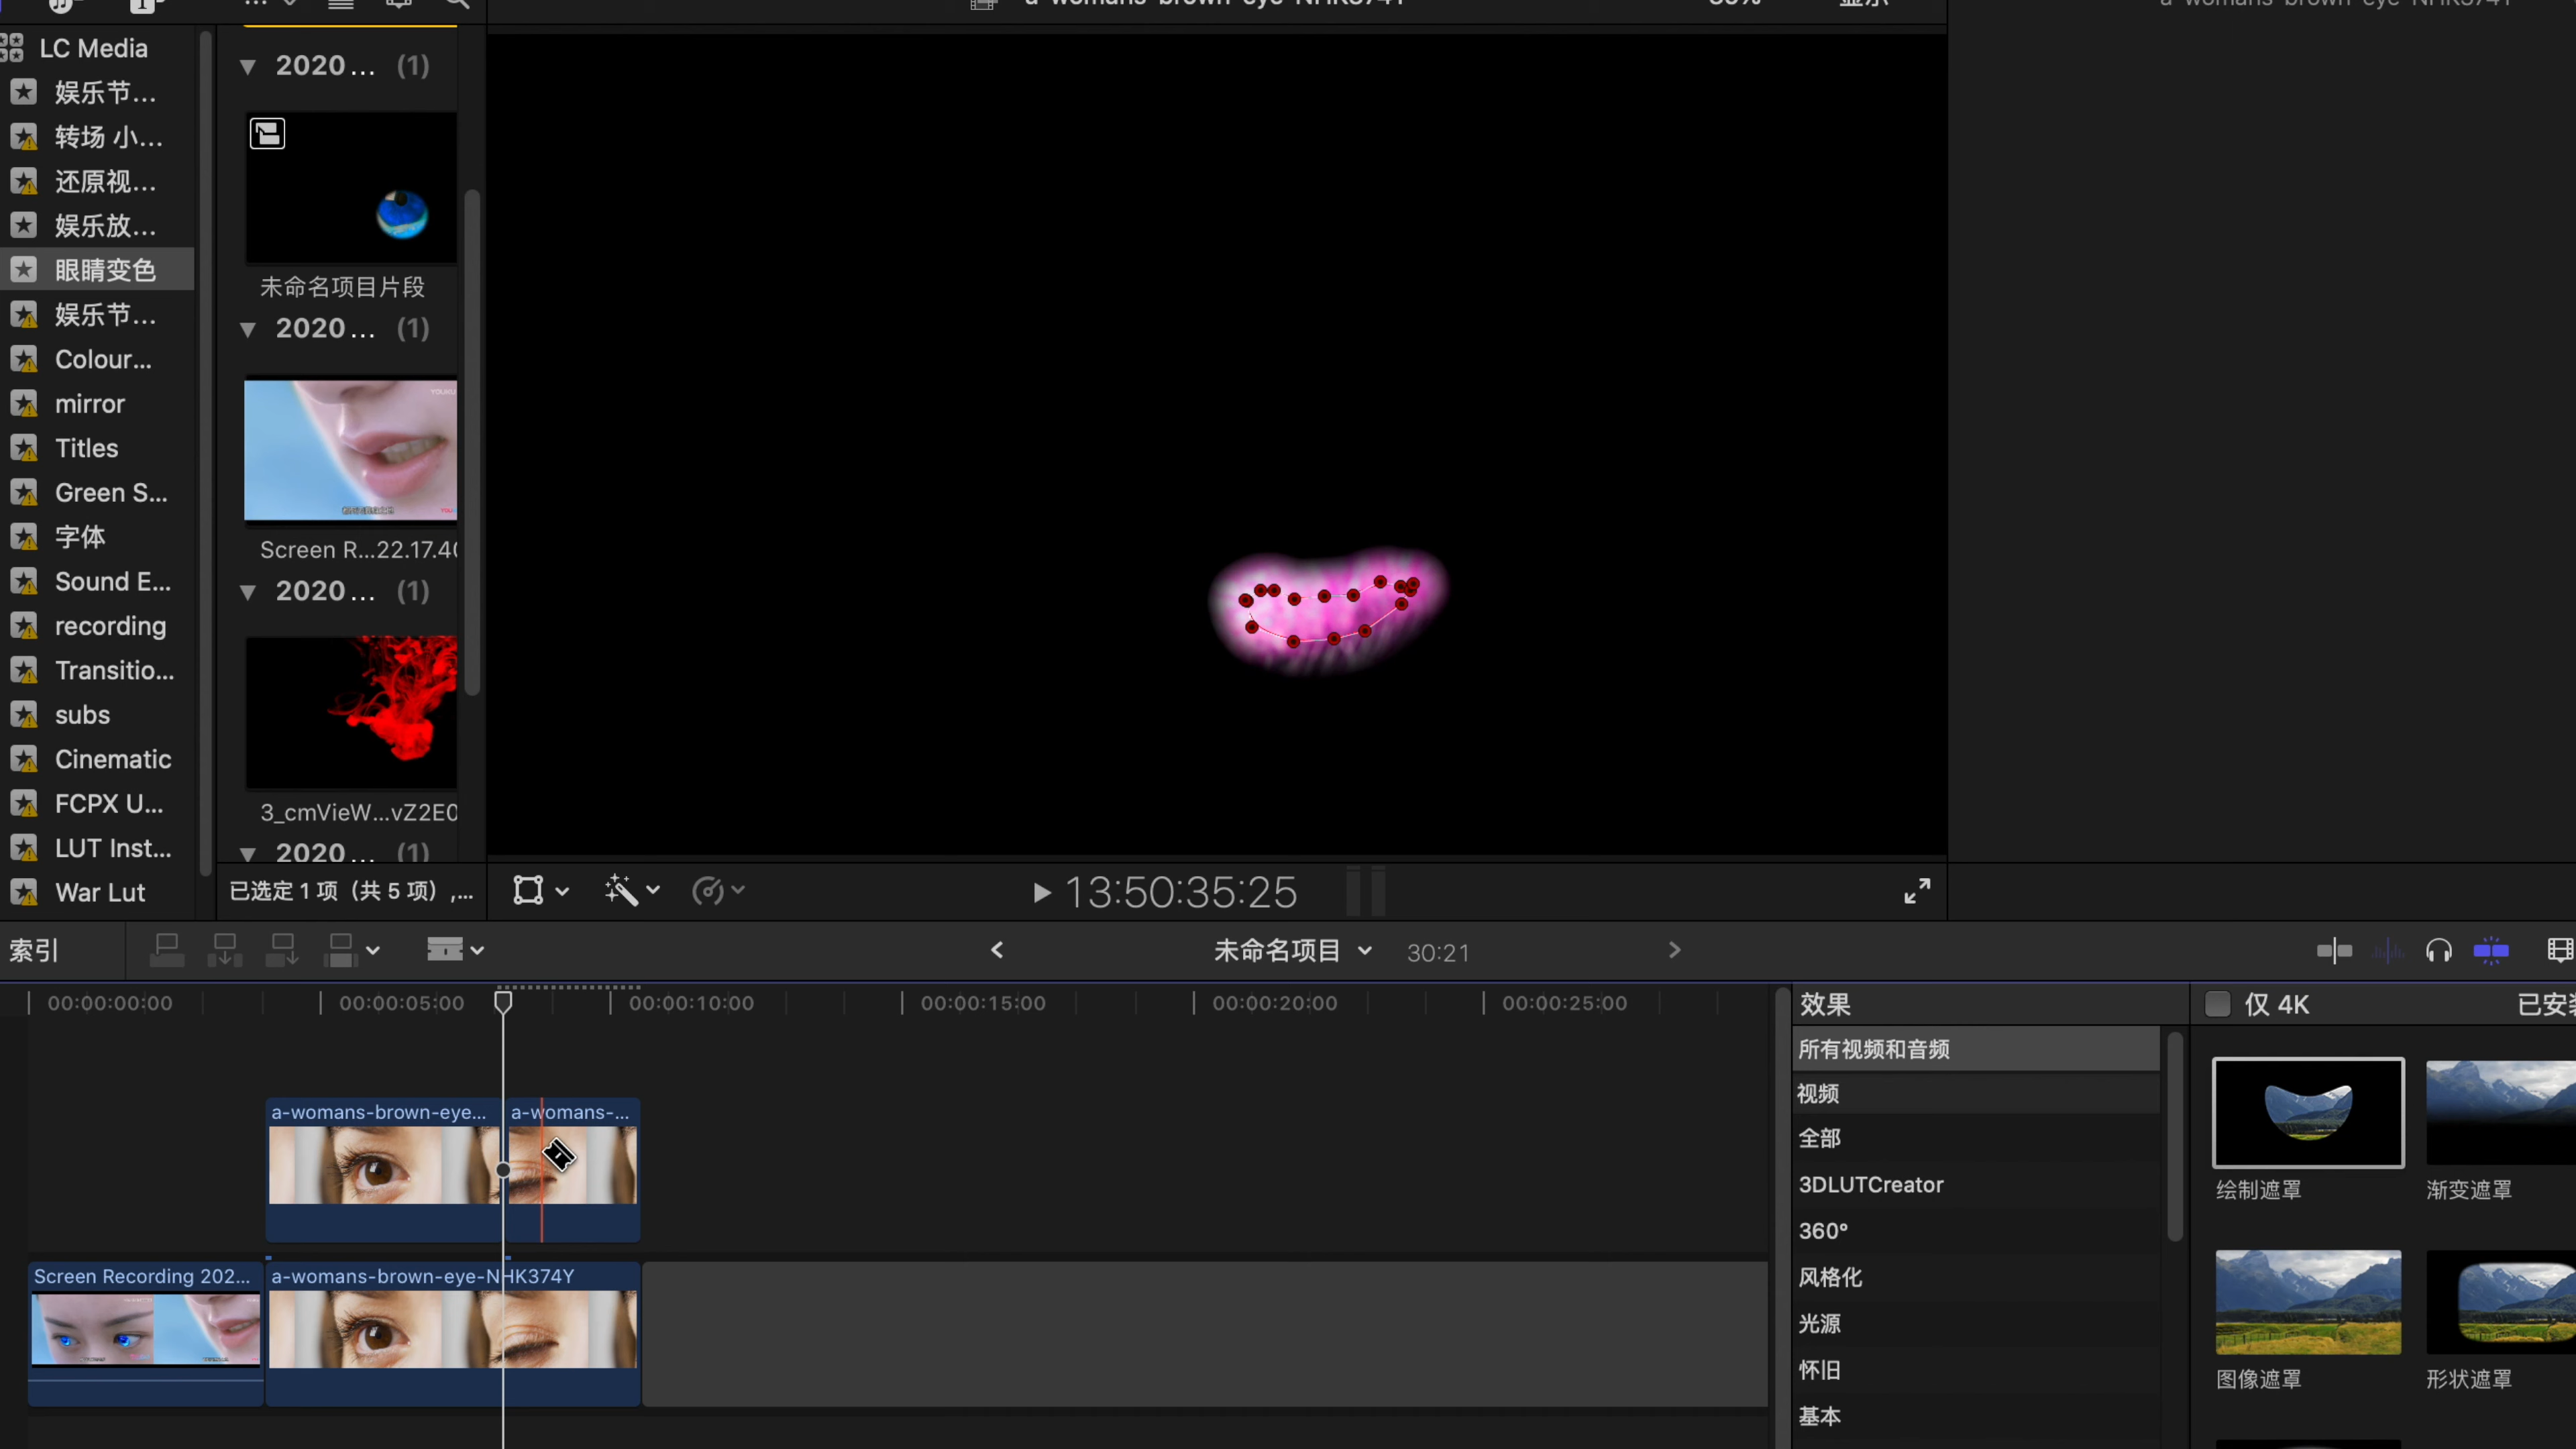 LC Media
娱乐节...
转场 小...
还原视...
娱乐放...
眼睛变色
娱乐节...
Colour...
mirror
Titles
Green S...
字体
Sound E...
recording
Transitio...
subs
Cinematic
FCPX U...
LUT Inst...
War Lut
2020... (1)
未命名项目片段
2020... (1)
Screen R...22.17.40
2020... (1)
3_cmVieW...vZ2E0
2020... (1)
已选定 1 项（共 5 项）,...
a-womans-brown-eye-NHK374Y
显示
a-womans-brown-eye-NHK374Y
13:50:35:25
索引
未命名项目
30:21
00:00:00:00
00:00:05:00
00:00:10:00
00:00:15:00
00:00:20:00
00:00:25:00
a-womans-brown-eye...
a-womans-...
Screen Recording 202...
a-womans-brown-eye-NHK374Y
效果
所有视频和音频
视频
全部
3DLUTCreator
360°
风格化
光源
怀旧
基本
仅 4K
已安装
绘制遮罩
渐变遮罩
图像遮罩
形状遮罩